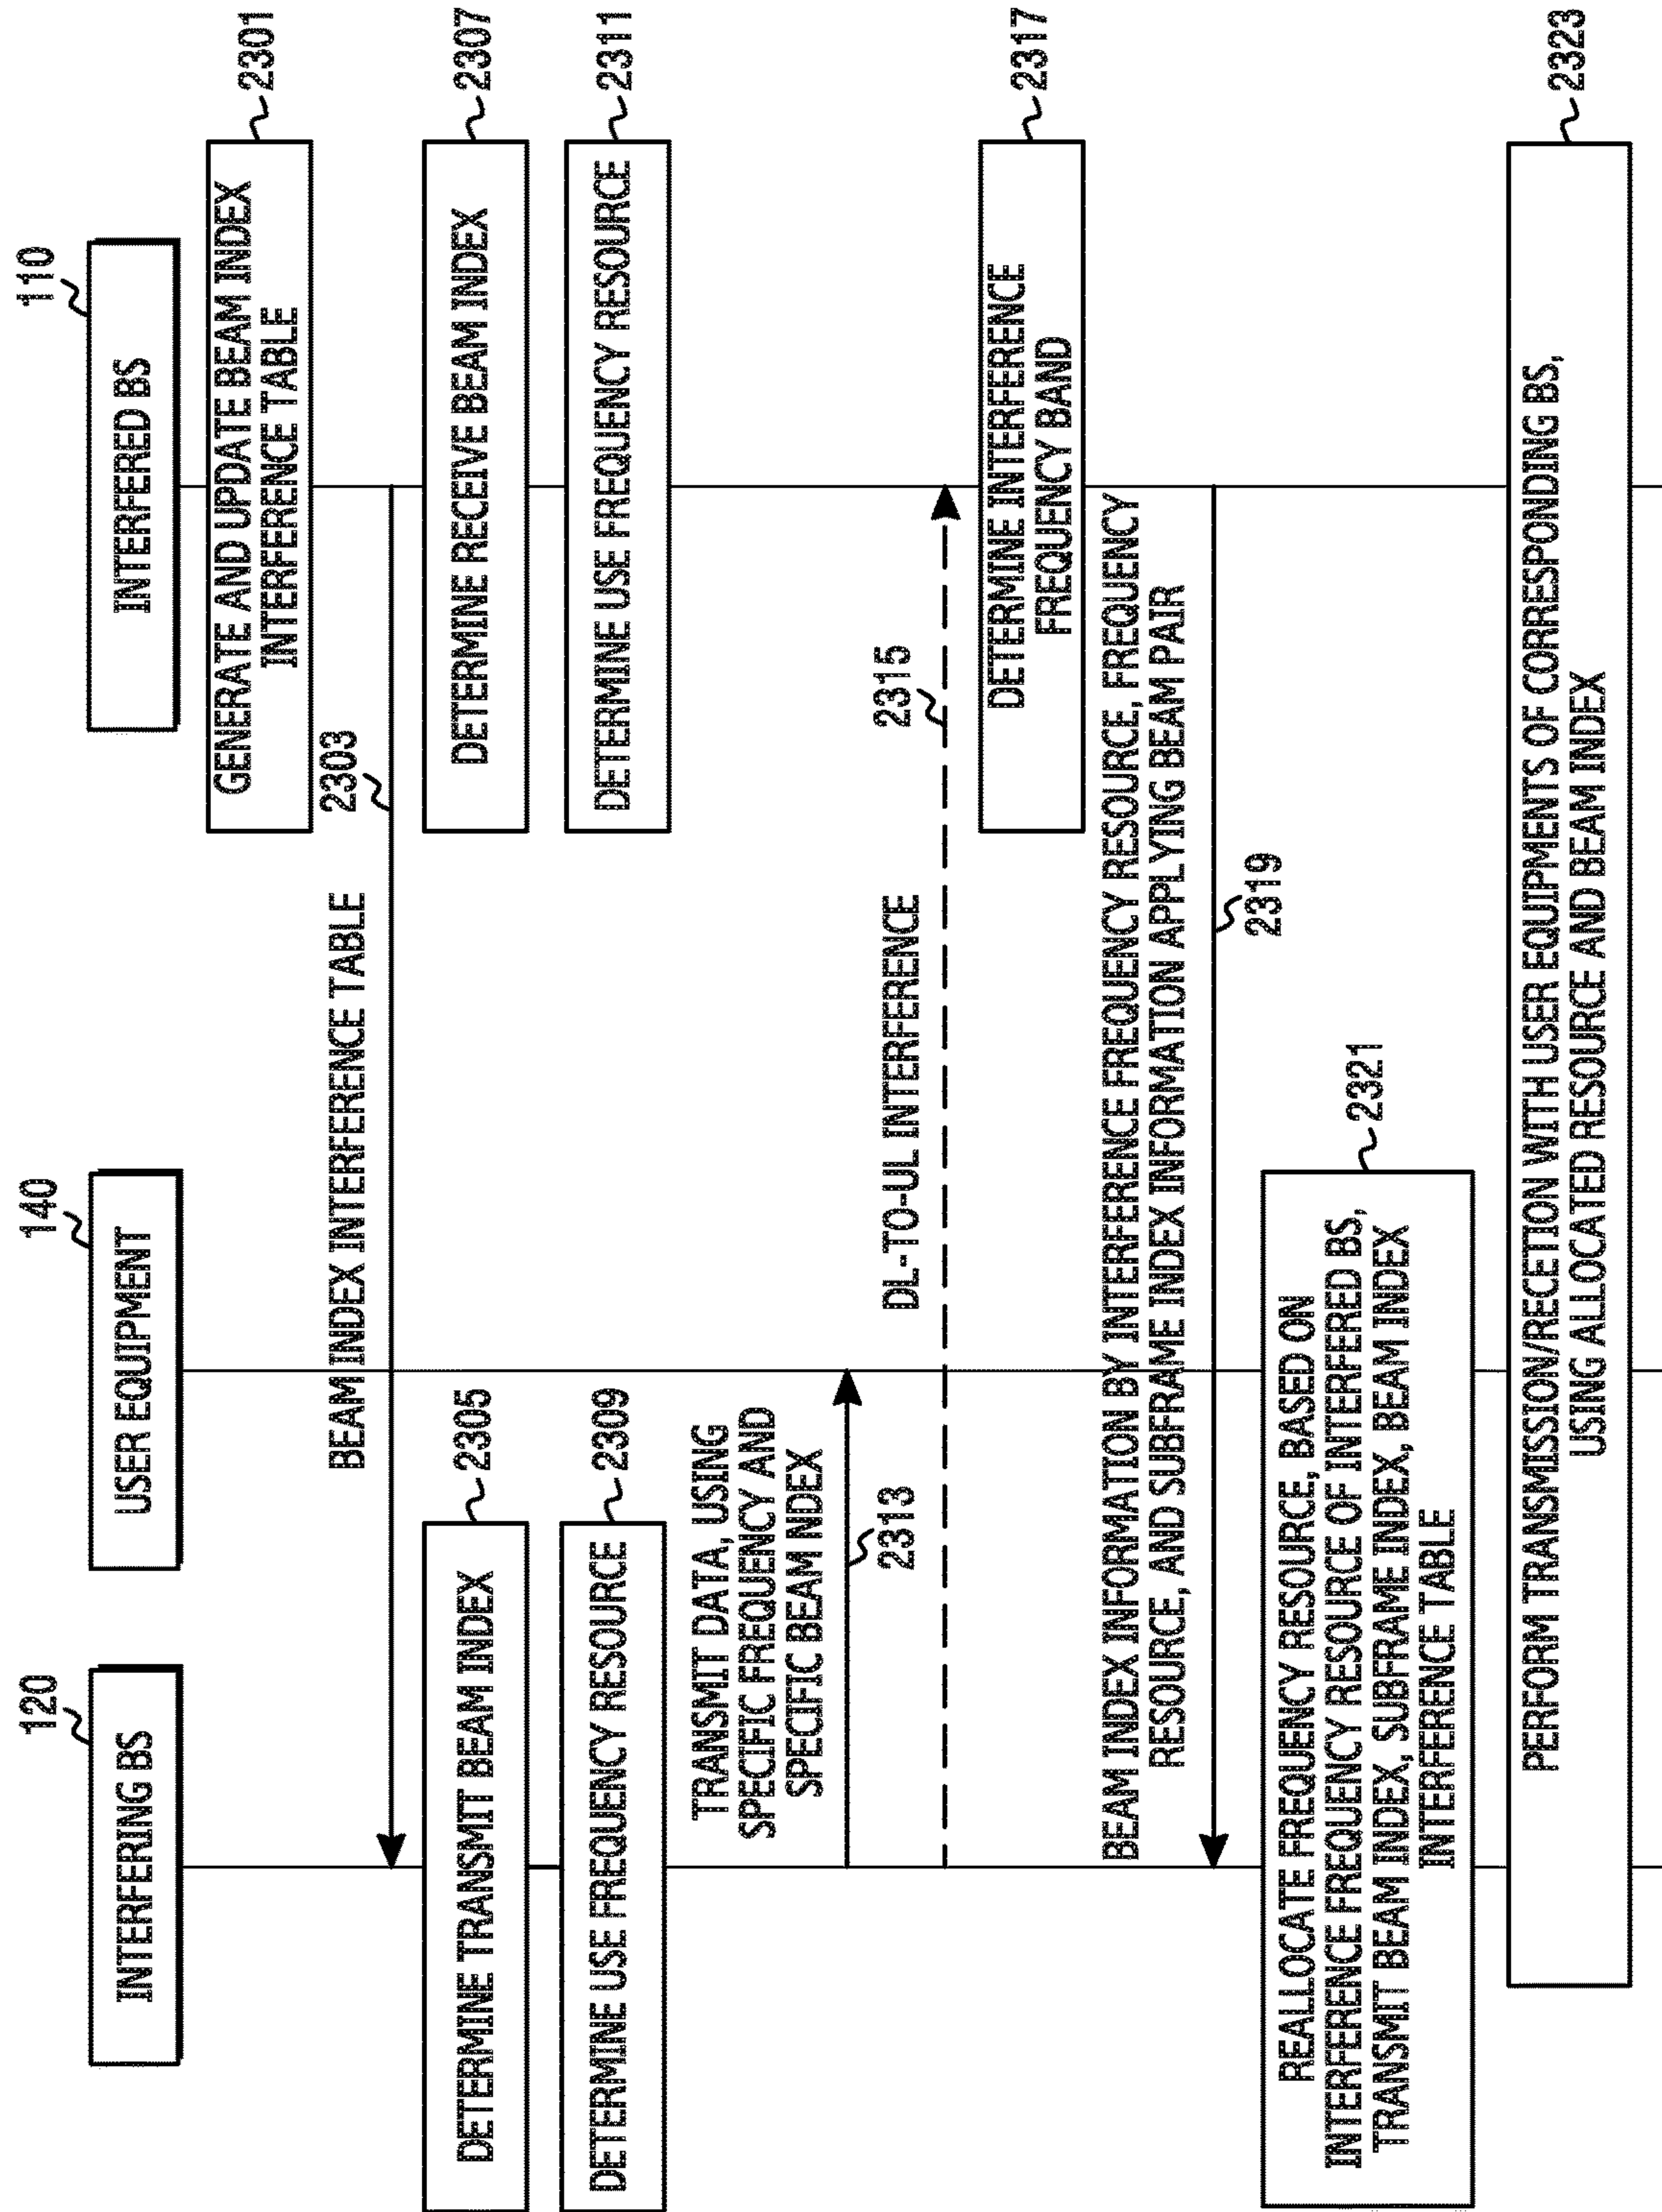 120
140
110
INTERFERING BS
USER EQUIPMENT
INTERFERED BS
GENERATE AND UPDATE BEAM INDEX
INTERFERENCE TABLE
2301
BEAM INDEX INTERFERENCE TABLE
2303
DETERMINE TRANSMIT BEAM INDEX
2305
DETERMINE RECEIVE BEAM INDEX
2307
DETERMINE USE FREQUENCY RESOURCE
2309
DETERMINE USE FREQUENCY RESOURCE
2311
TRANSMIT DATA, USING
SPECIFIC FREQUENCY AND
SPECIFIC BEAM NDEX
2313
DL-TO-UL INTERFERENCE
2315
DETERMINE INTERFERENCE
FREQUENCY BAND
2317
BEAM INDEX INFORMATION BY INTERFERENCE FREQUENCY RESOURCE, FREQUENCY
RESOURCE, AND SUBFRAME INDEX INFORMATION APPLYING BEAM PAIR
2319
REALLOCATE FREQUENCY RESOURCE, BASED ON
INTERFERENCE FREQUENCY RESOURCE OF INTERFERED BS,
TRANSMIT BEAM INDEX, SUBFRAME INDEX, BEAM INDEX
INTERFERENCE TABLE
2321
PERFORM TRANSMISSION/RECETION WITH USER EQUIPMENTS OF CORRESPONDING BS,
USING ALLOCATED RESOURCE AND BEAM INDEX
2323